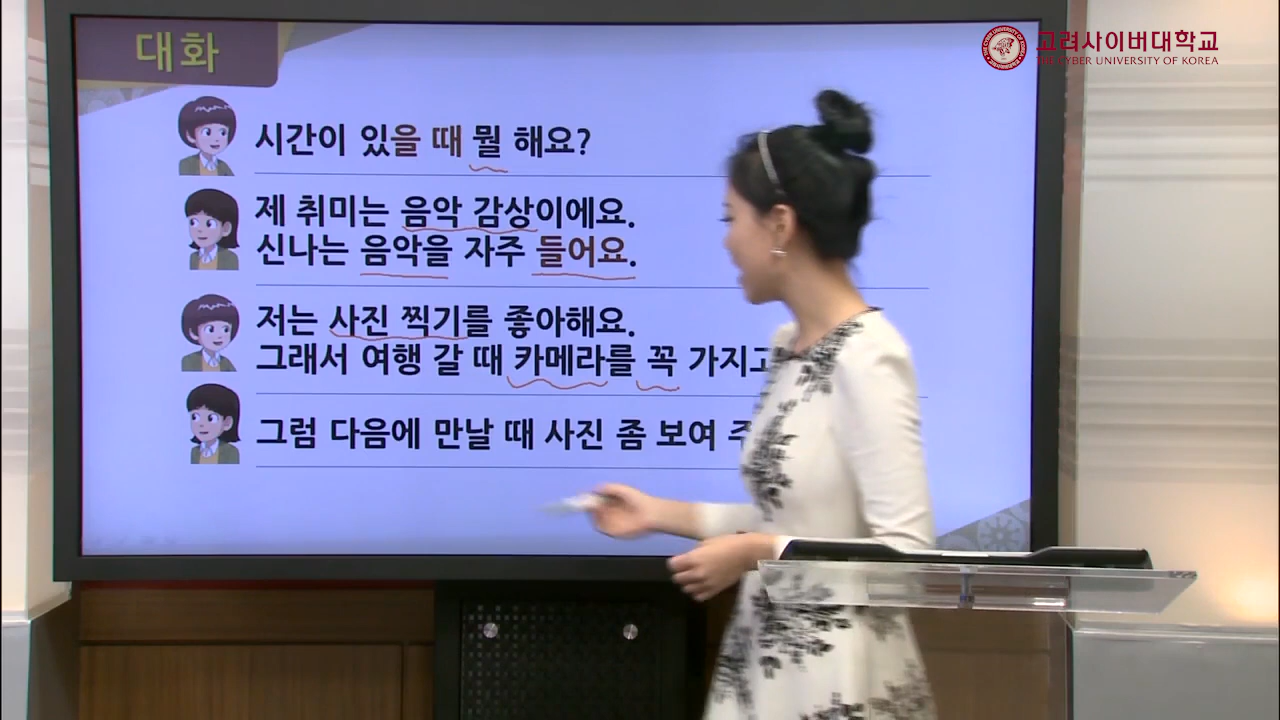 대화
고려사이버대학교
THE CYBER UNIVERSITY OF KOREA
시간이 있을 때 뭘 해요?
제 취미는 음악 감상이에요.
신나는 음악을 자주 들어요.
저는 사진 찍기를 좋아해요.
그래서 여행 갈 때 카메라를 꼭
그럼 다음에 만날 때 사진 좀 보여